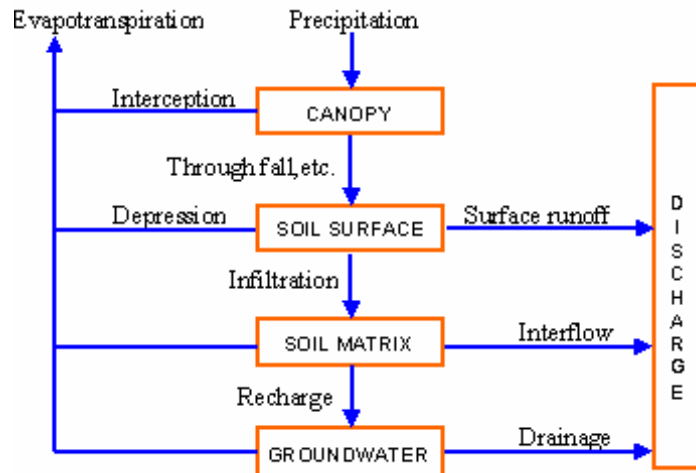 Evapotranspiration
Precipitation
Interception
CANOPY
Through fall,etc.
Depression
SOIL SURFACE
Surface runoff
Infiltration
SOIL MATRIX
Interflow
Recharge
GROUNDWATER
Drainage
DISCHARGE